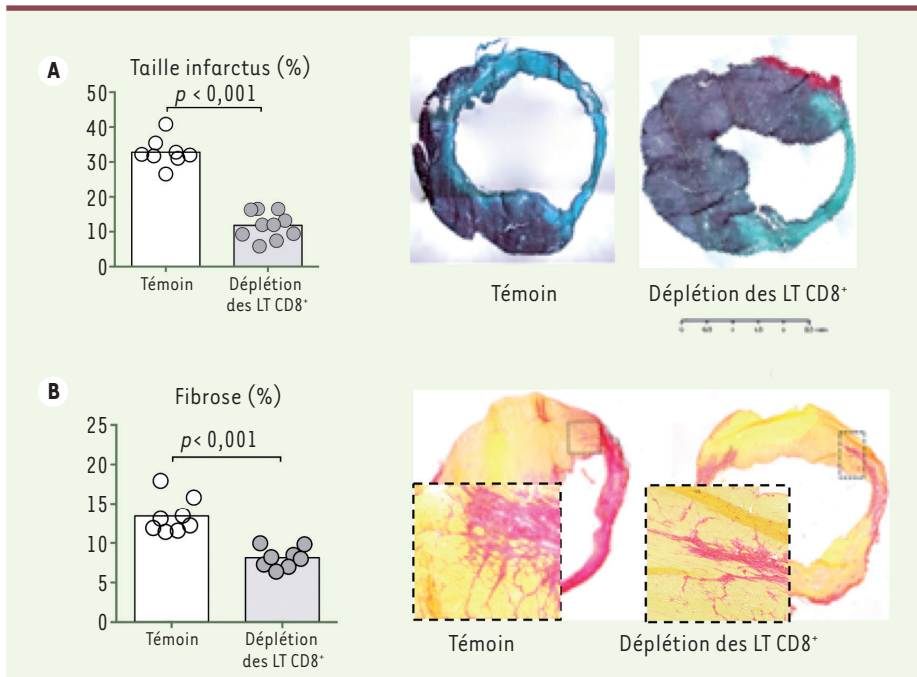 A
Taille infarctus (%)
p < 0,001
50
40
30
20
10
0
Témoin
Déplétion
des LT CD8⁺
Témoin
Déplétion des LT CD8⁺
B
Fibrose (%)
p< 0,001
25
20
15
10
5
0
Témoin
Déplétion
des LT CD8⁺
Témoin
Déplétion des LT CD8⁺